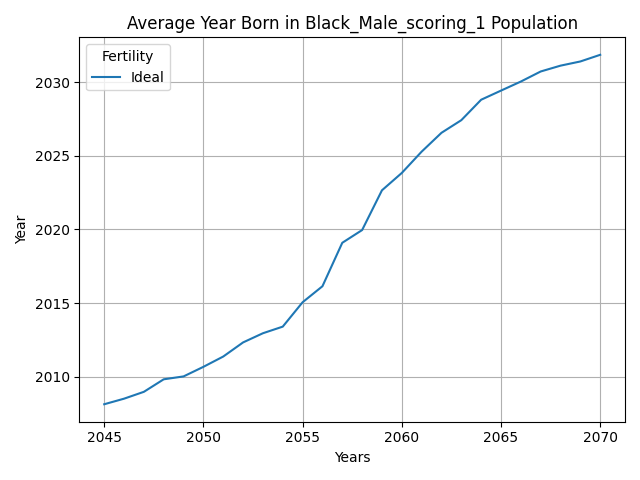 Average Year Born in Black_Male_scoring_1 Population
Fertility
Ideal
Year
2030
2025
2020
2015
2010
2045 2050 2055 2060 2065 2070
Years